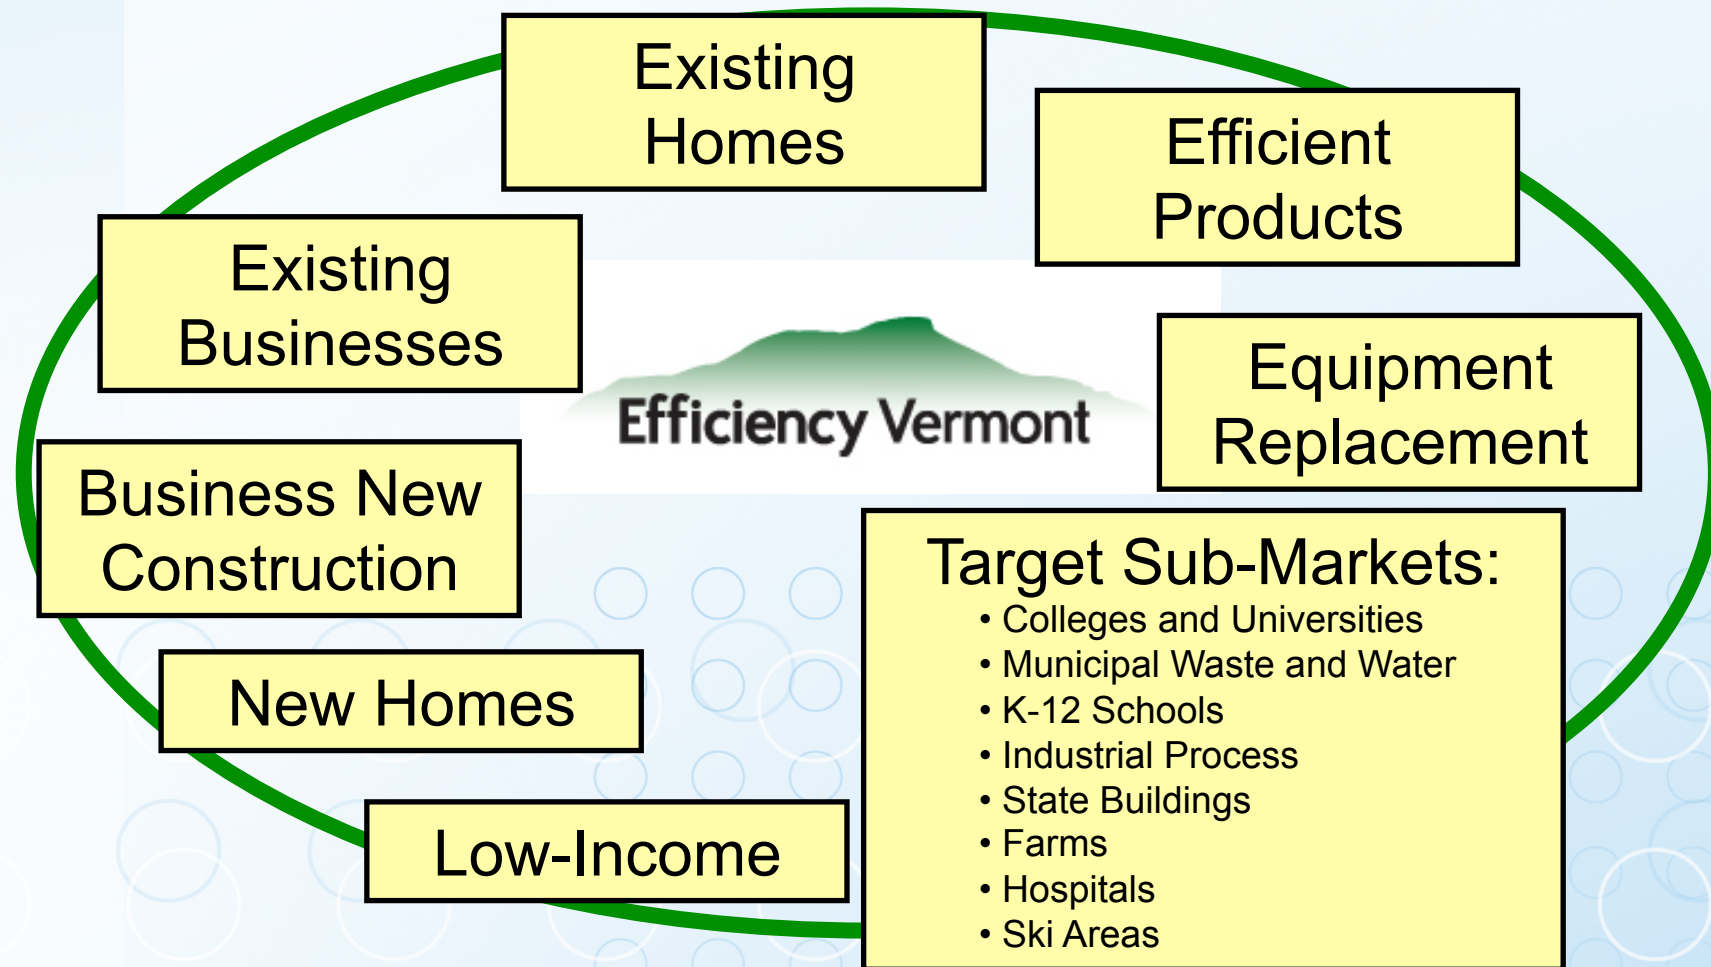 Existing
Homes
Efficient
Products
Existing
Businesses
Efficiency Vermont
Equipment
Replacement
Business New
Construction
Target Sub-Markets:
• Colleges and Universities
• Municipal Waste and Water
• K-12 Schools
• Industrial Process
• State Buildings
• Farms
• Hospitals
• Ski Areas
New Homes
Low-Income